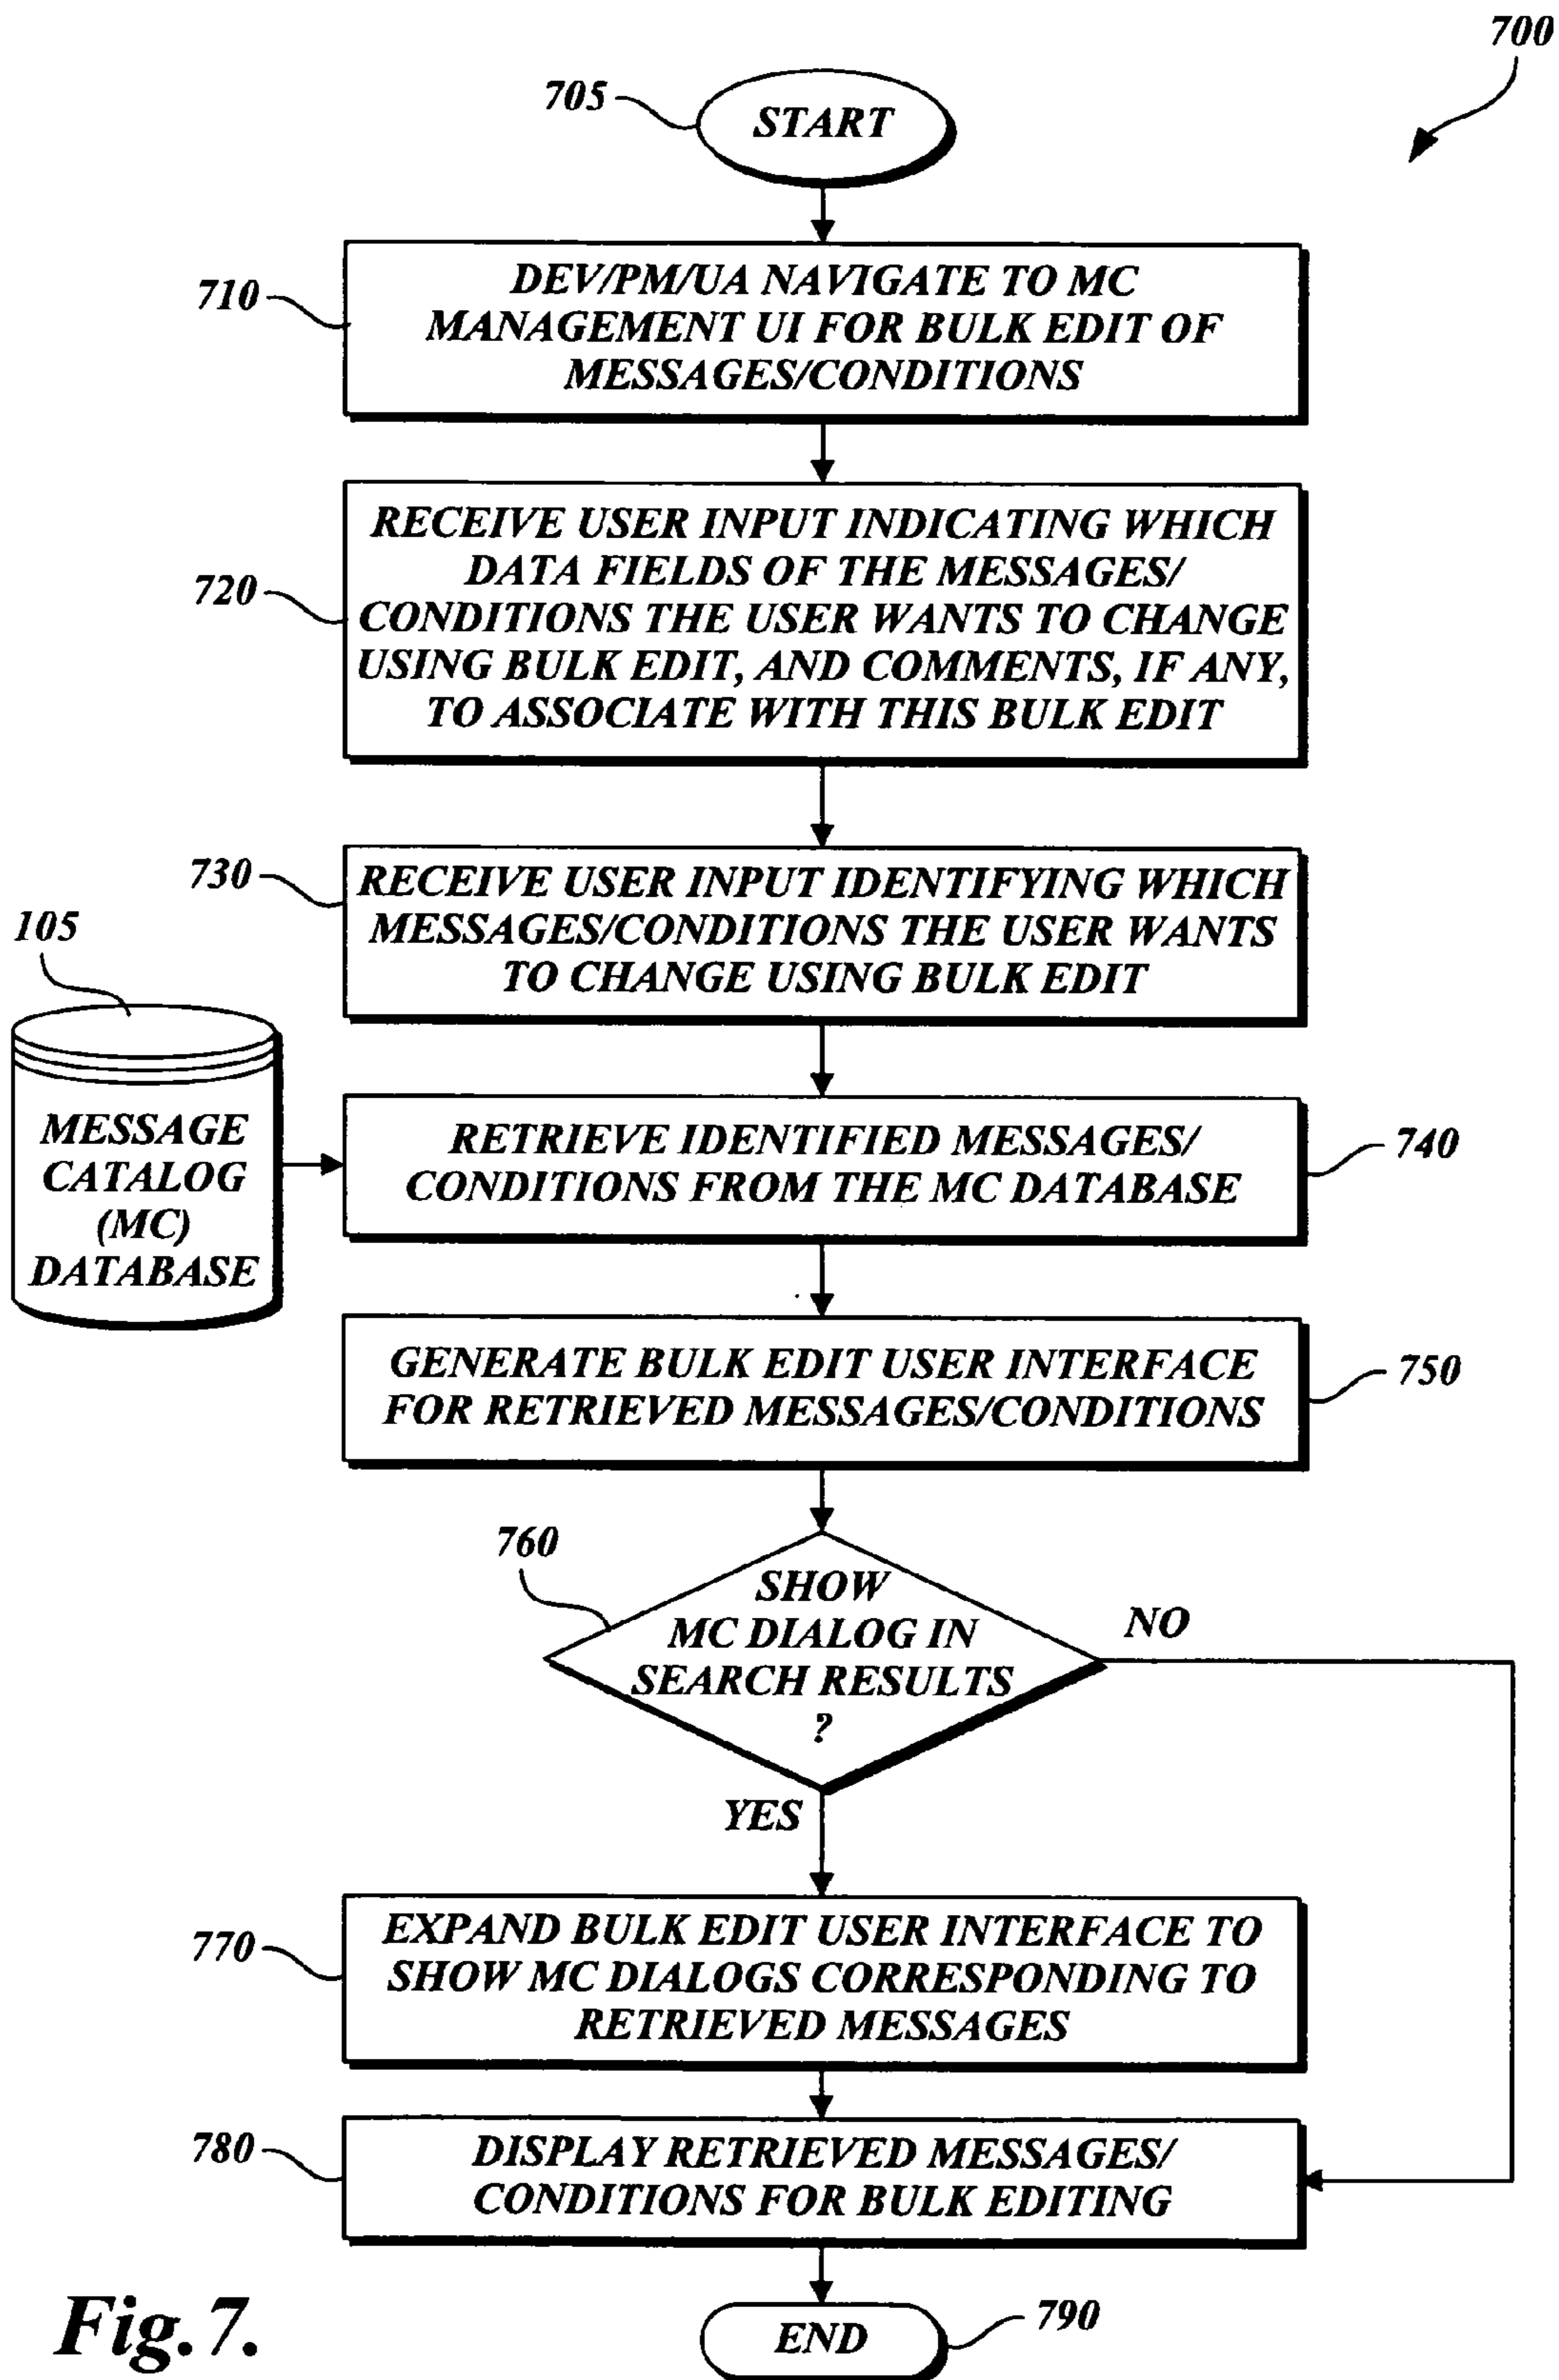 700
705
START
710
DEV/PM/UA NAVIGATE TO MC
MANAGEMENT UI FOR BULK EDIT OF
MESSAGES/CONDITIONS
720
RECEIVE USER INPUT INDICATING WHICH
DATA FIELDS OF THE MESSAGES/
CONDITIONS THE USER WANTS TO CHANGE
USING BULK EDIT, AND COMMENTS, IF ANY,
TO ASSOCIATE WITH THIS BULK EDIT
730
RECEIVE USER INPUT IDENTIFYING WHICH
MESSAGES/CONDITIONS THE USER WANTS
TO CHANGE USING BULK EDIT
105
MESSAGE
CATALOG
(MC)
DATABASE
RETRIEVE IDENTIFIED MESSAGES/
CONDITIONS FROM THE MC DATABASE
740
GENERATE BULK EDIT USER INTERFACE
FOR RETRIEVED MESSAGES/CONDITIONS
750
760
SHOW
MC DIALOG IN
SEARCH RESULTS
?
NO
YES
770
EXPAND BULK EDIT USER INTERFACE TO
SHOW MC DIALOGS CORRESPONDING TO
RETRIEVED MESSAGES
780
DISPLAY RETRIEVED MESSAGES/
CONDITIONS FOR BULK EDITING
END
790
Fig.7.